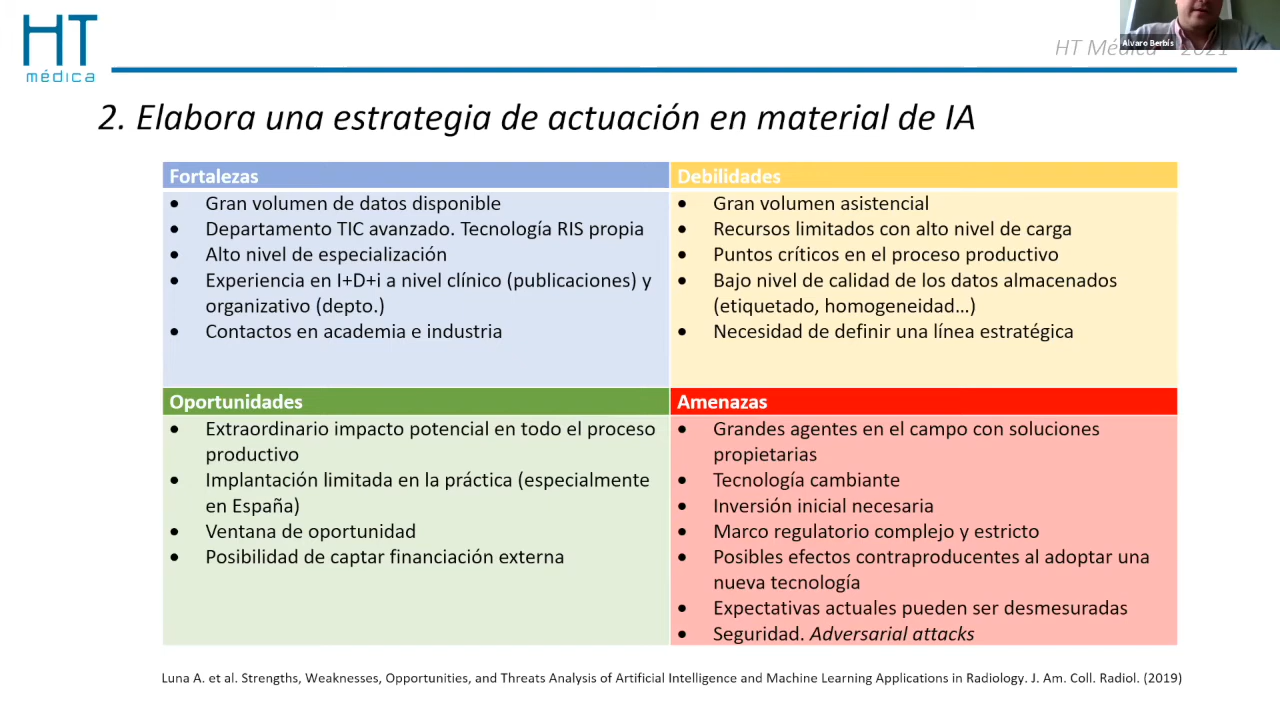 HT
médica
HT Médica - 2021
Alvaro Berbís
2. Elabora una estrategia de actuación en material de IA
Fortalezas
• Gran volumen de datos disponible
• Departamento TIC avanzado. Tecnología RIS propia
• Alto nivel de especialización
• Experiencia en I+D+i a nivel clínico (publicaciones) y
organizativo (depto.)
• Contactos en academia e industria
Debilidades
• Gran volumen asistencial
• Recursos limitados con alto nivel de carga
• Puntos críticos en el proceso productivo
• Bajo nivel de calidad de los datos almacenados
(etiquetado, homogeneidad…)
• Necesidad de definir una línea estratégica
Oportunidades
• Extraordinario impacto potencial en todo el proceso
productivo
• Implantación limitada en la práctica (especialmente
en España)
• Ventana de oportunidad
• Posibilidad de captar financiación externa
Amenazas
• Grandes agentes en el campo con soluciones
propietarias
• Tecnología cambiante
• Inversión inicial necesaria
• Marco regulatorio complejo y estricto
• Posibles efectos contraproducentes al adoptar una
nueva tecnología
• Expectativas actuales pueden ser desmesuradas
• Seguridad. Adversarial attacks
Luna A. et al. Strengths, Weaknesses, Opportunities, and Threats Analysis of Artificial Intelligence and Machine Learning Applications in Radiology. J. Am. Coll. Radiol. (2019)